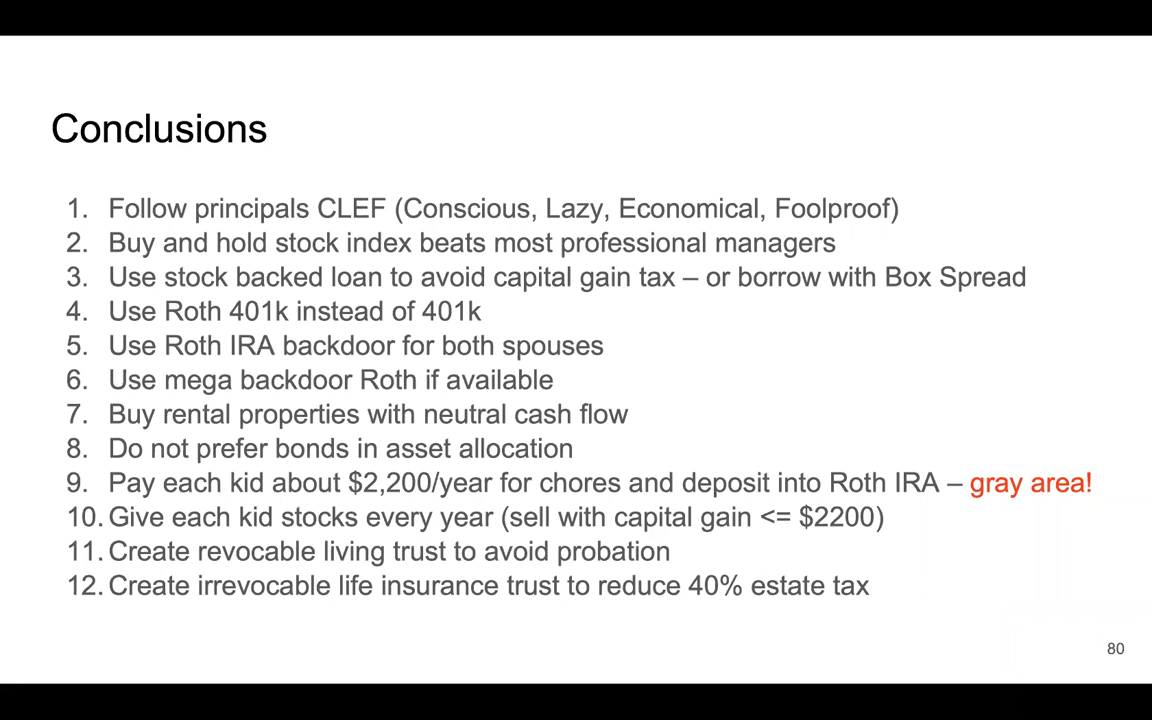 Conclusions
1. Follow principals CLEF (Conscious, Lazy, Economical, Foolproof)
2. Buy and hold stock index beats most professional managers
3. Use stock backed loan to avoid capital gain tax – or borrow with Box Spread
4. Use Roth 401k instead of 401k
5. Use Roth IRA backdoor for both spouses
6. Use mega backdoor Roth if available
7. Buy rental properties with neutral cash flow
8. Do not prefer bonds in asset allocation
9. Pay each kid about $2,200/year for chores and deposit into Roth IRA – gray area!
10. Give each kid stocks every year (sell with capital gain <= $2200)
11. Create revocable living trust to avoid probation
12. Create irrevocable life insurance trust to reduce 40% estate tax
80